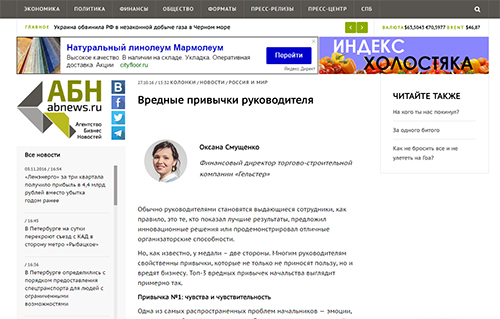 ЭКОНОМИКА ПОЛИТИКА ФИНАНСЫ ОБЩЕСТВО ФОРМАТЫ ПРЕСС-РЕЛИЗЫ ПРЕСС-ЦЕНТР СПБ
ГЛАВНОЕ Украина обвинила РФ в незаконной добыче газа в Черном море
ВАЛЮТА $63,5043 €70,5977 BRENT $46,87
Натуральный линолеум Мармолеум
Высокое качество. В наличии на складе. Укладка. Оперативная
доставка. Акции cityfloor.ru
Перейти
Яндекс.Директ
ИНДЕКС
ХОЛОСТЯКА
АБН
abnews.ru
Агентство
Бизнес
Новостей
27.10.16 / 15:32 КОЛОНКИ / НОВОСТИ / РОССИЯ И МИР
Вредные привычки руководителя
Оксана Смущенко
Финансовый директор торгово-строительной
компании «Гельстер»
Обычно руководителями становятся выдающиеся сотрудники, как
правило, это те, кто показал лучшие результаты, предложил
инновационные решения или продемонстрировал отличные
организаторские способности.
Но, как известно, у медали – две стороны. Многим руководителям
свойственны привычки, которые не только не приносят пользу, но и
вредят бизнесу. Топ-3 вредных привычек начальства выглядит
примерно так.
Привычка №1: чувства и чувствительность
Одна из самых распространенных проблем начальников — эмоции,
Все новости
03.11.2016 / 16:54
«Ленэнерго» за три квартала
получило прибыль в 4,4 млрд
рублей вместо убытка
годом ранее
/ 16:45
В Петербурге на сутки
перекроют съезд с КАД в
сторону метро «Рыбацкое»
/ 16:36
В Петербурге определились с
порядком предоставления
спецтранспорта для людей с
ограниченными
возможностями
ЧИТАЙТЕ ТАКЖЕ
На кого ты нас покинул?
За одного битого
Как не бросить все и не
улететь на Гоа?